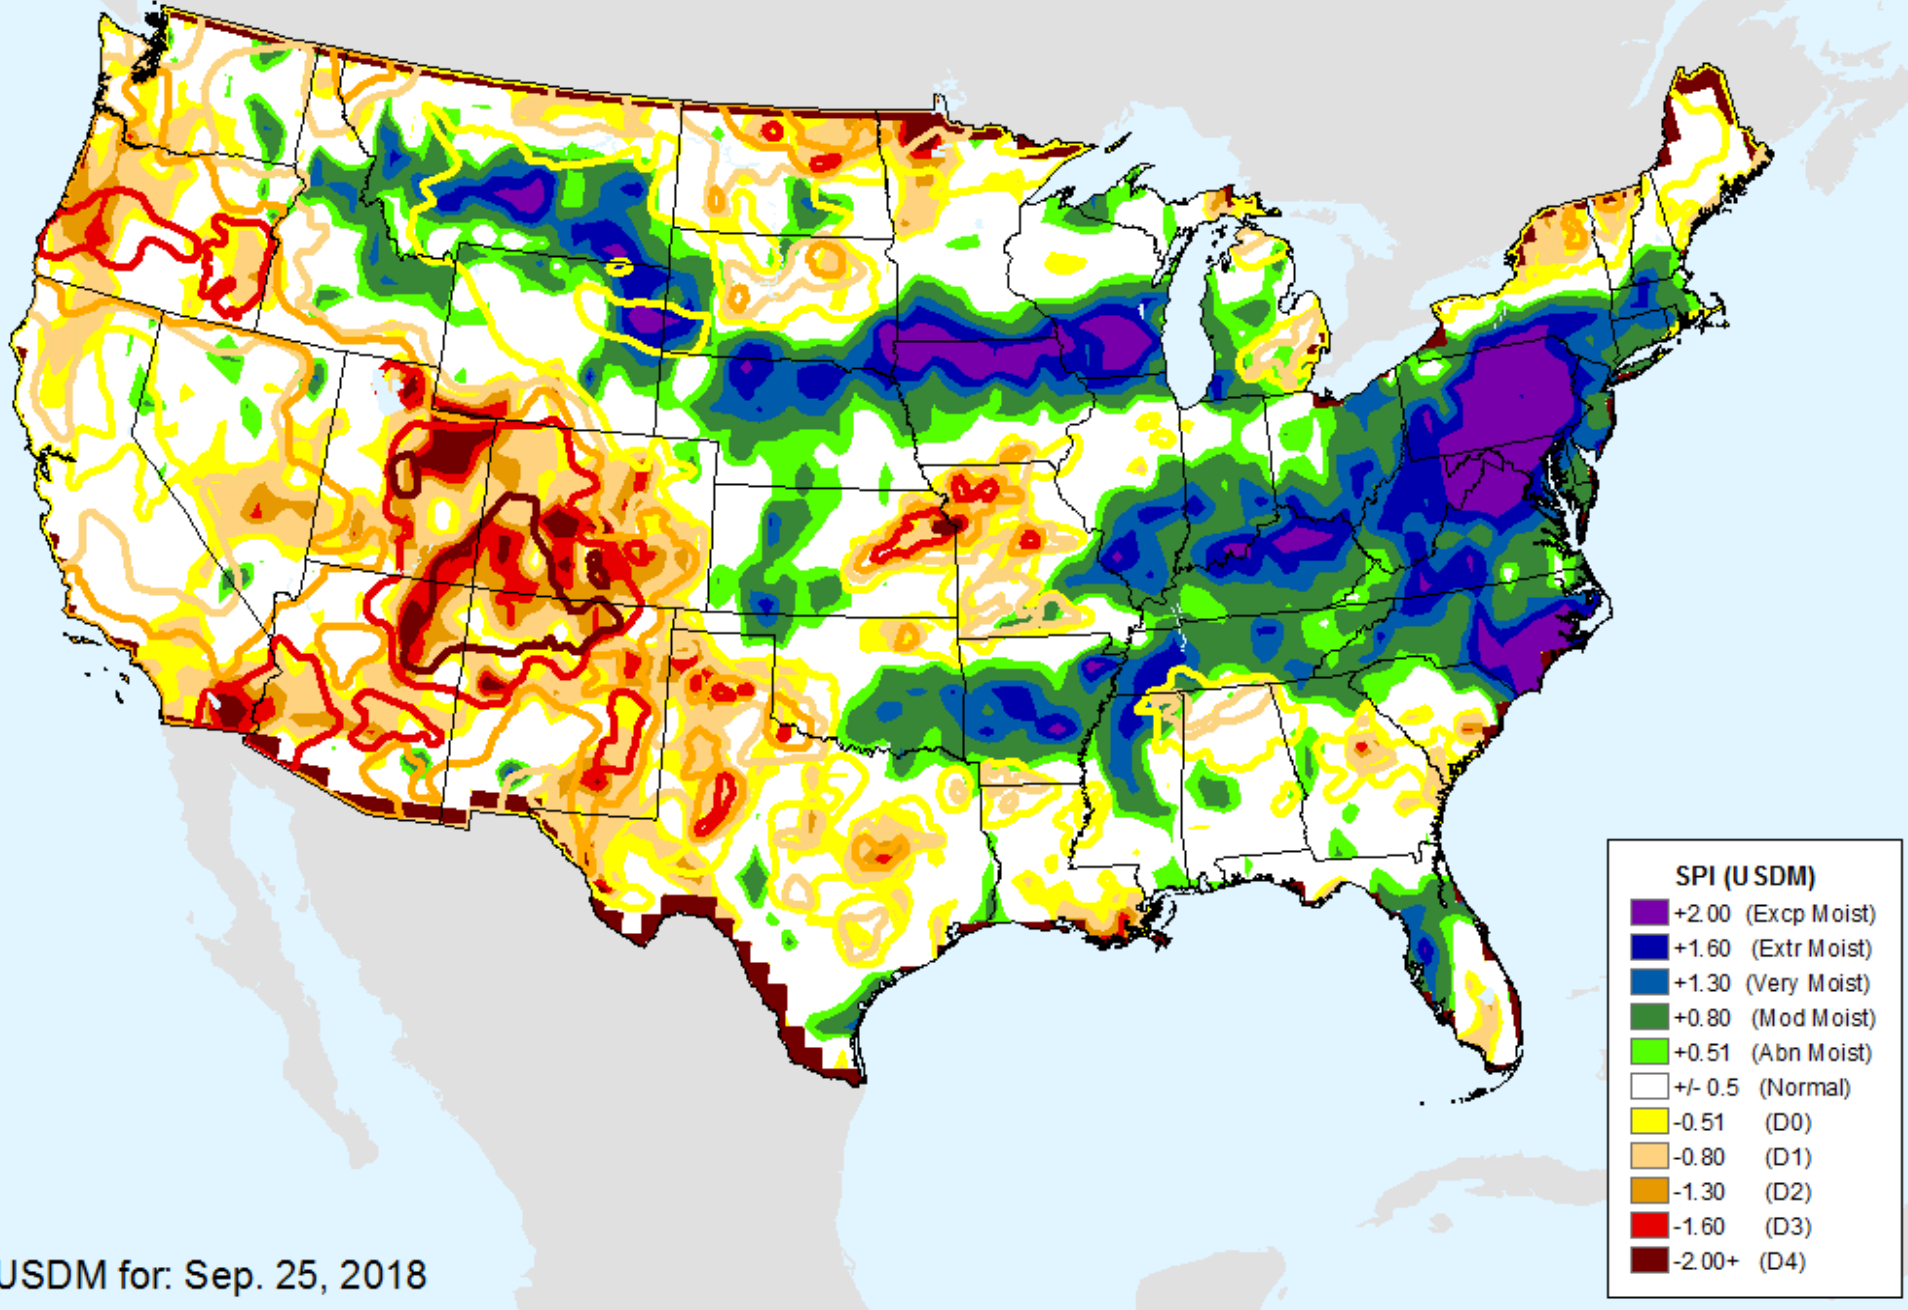 SPI (USDM)
+2.00 (Excp Moist)
+1.60 (Extr Moist)
+1.30 (Very Moist)
+0.80 (Mod Moist)
+0.51 (Abn Moist)
+/- 0.5 (Normal)
-0.51 (D0)
-0.80 (D1)
-1.30 (D2)
-1.60 (D3)
-2.00+ (D4)
USDM for: Sep. 25, 2018